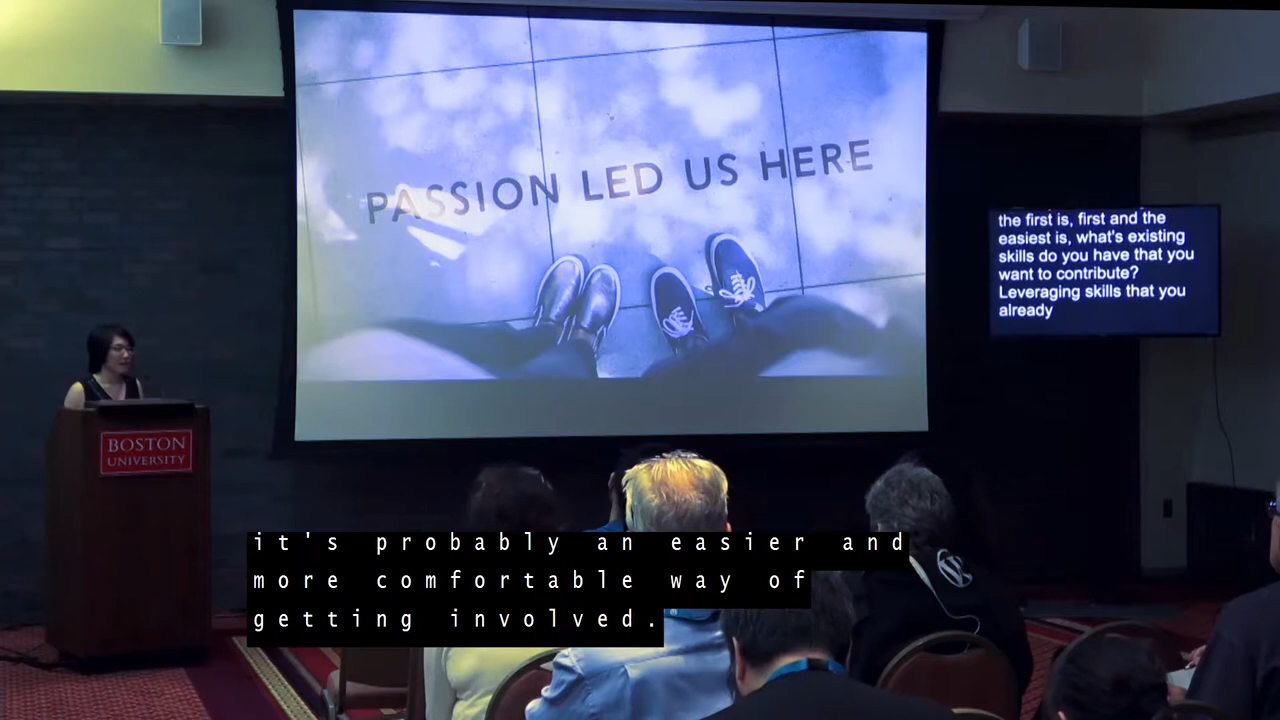 PASSION LED US HERE
the first is, first and the
easiest is, what's existing
skills do you have that you
want to contribute?
Leveraging skills that you
already
BOSTON
UNIVERSITY
it's probably an easier and
more comfortable way of
getting involved.